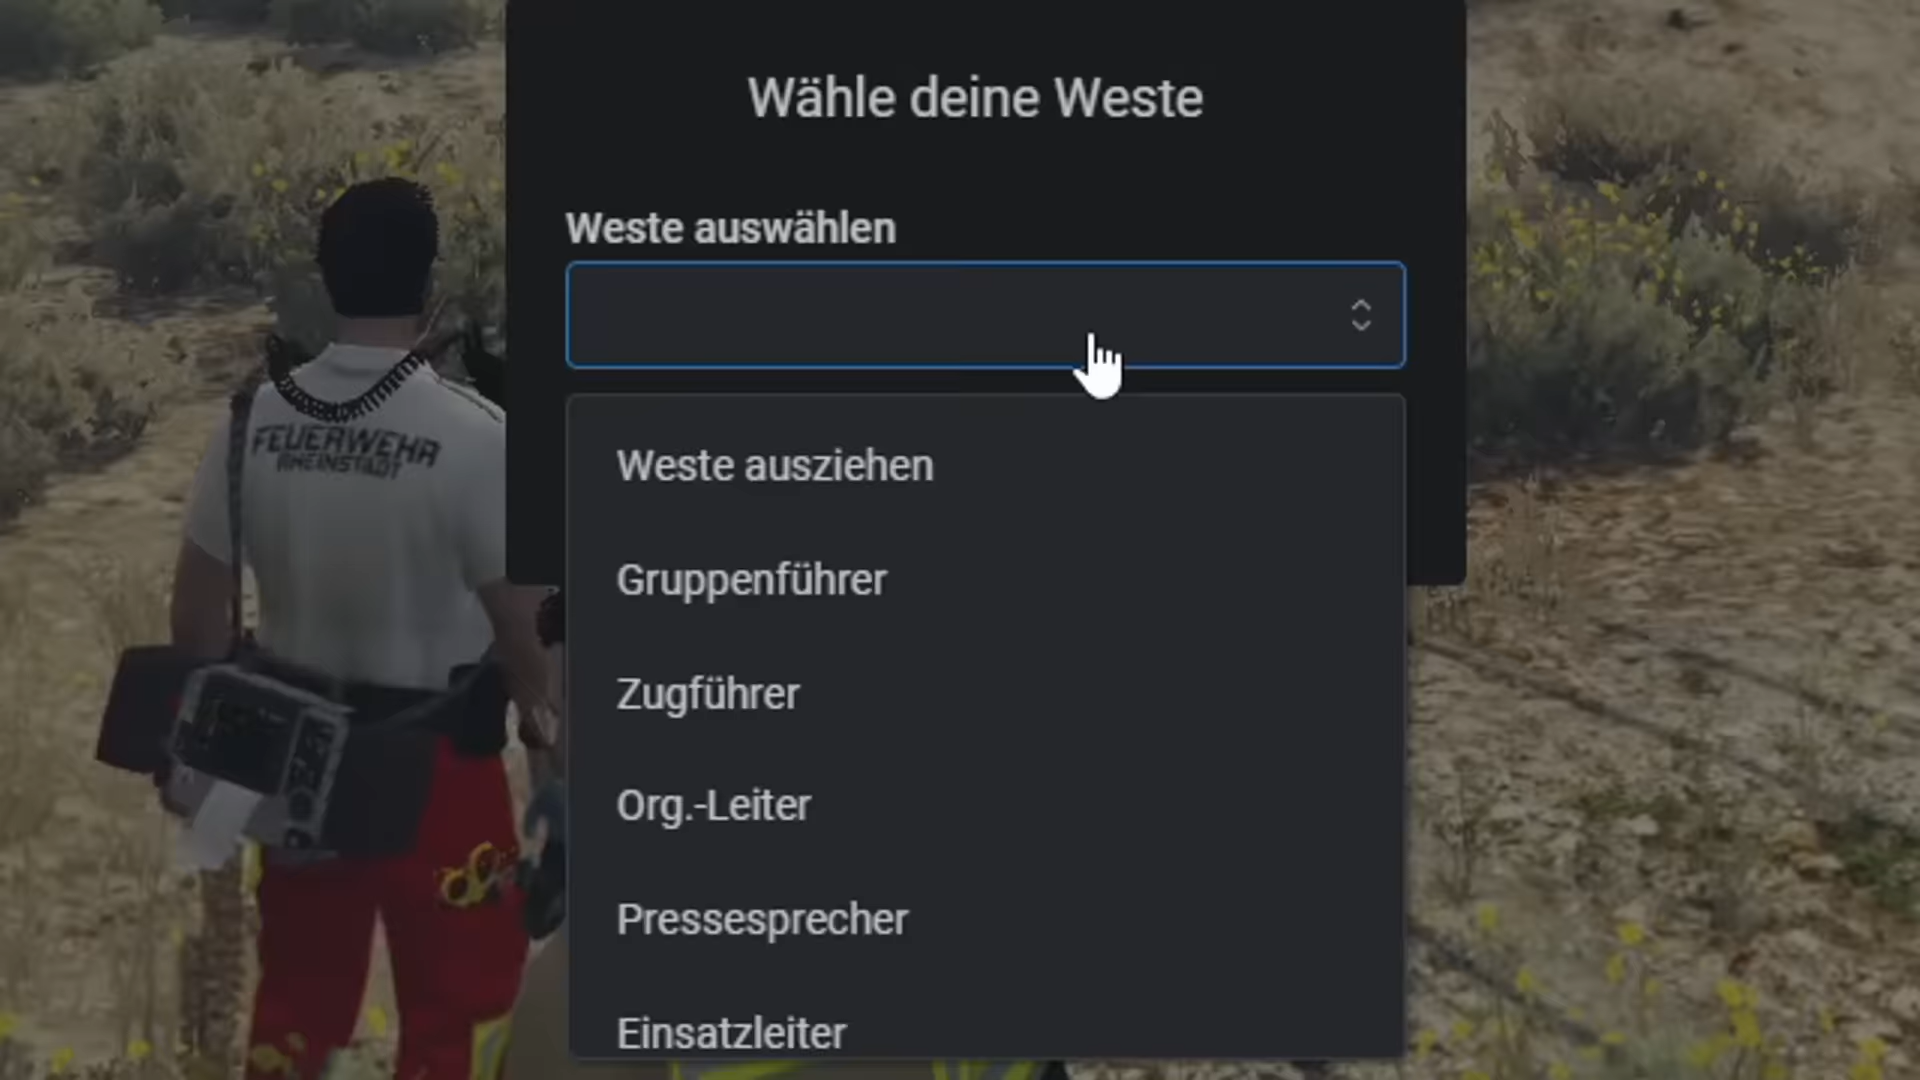 Wähle deine Weste
Weste auswählen
Weste ausziehen
Gruppenführer
Zugführer
Org.-Leiter
Pressesprecher
Einsatzleiter
FEUERWEHR
RHEINSTADT